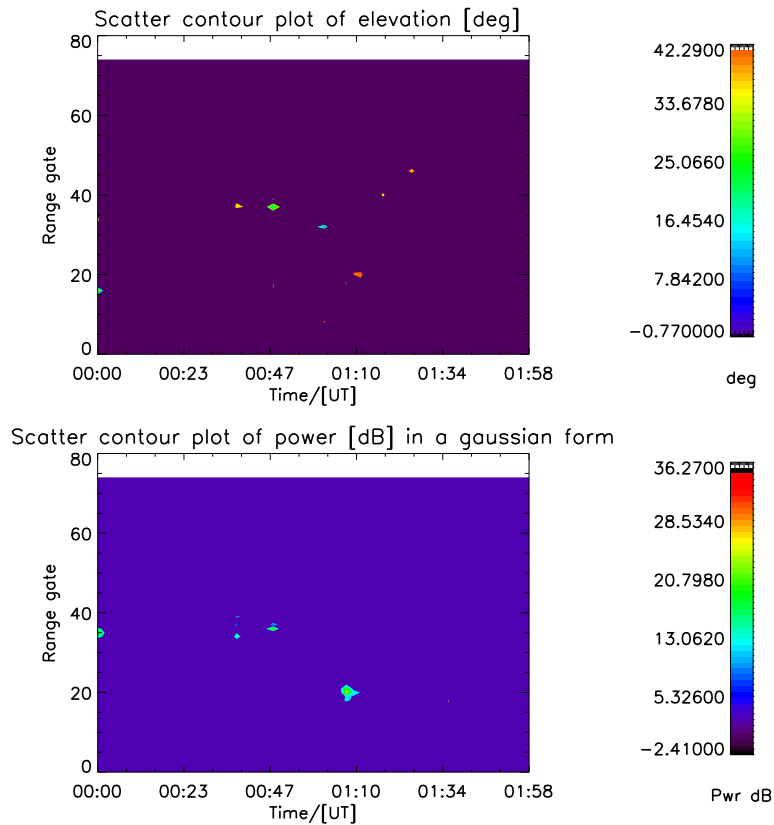 Scatter contour plot of elevation [deg]
80
60
40
20
0
Range gate
00:00 00:23 00:47 01:10 01:34 01:58
Time/[UT]
42.2900
33.6780
25.0660
16.4540
7.84200
-0.770000
deg
Scatter contour plot of power [dB] in a gaussian form
80
60
40
20
0
Range gate
00:00 00:23 00:47 01:10 01:34 01:58
Time/[UT]
36.2700
28.5340
20.7980
13.0620
5.32600
-2.41000
Pwr dB